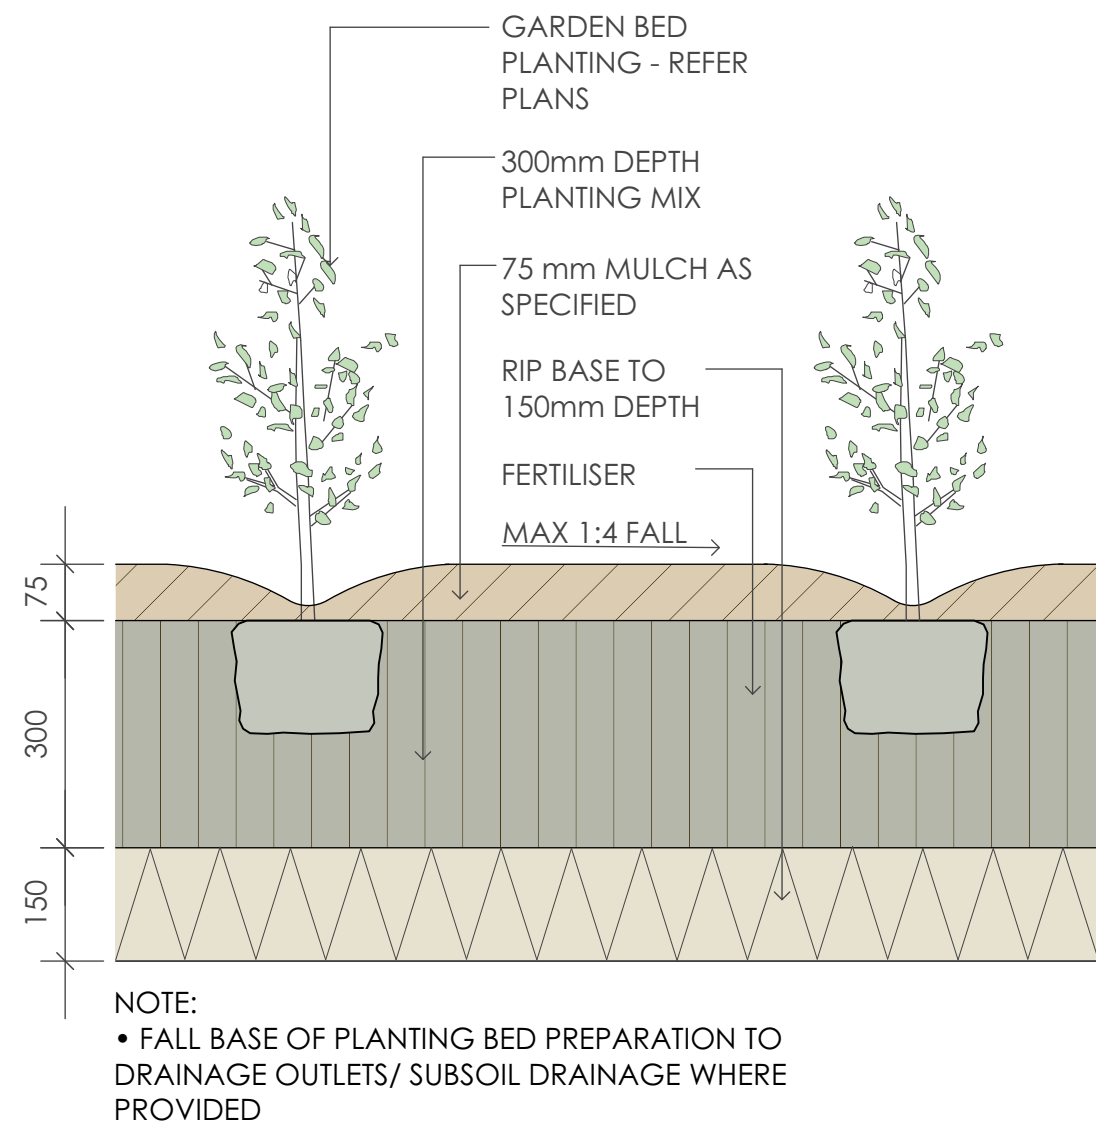 GARDEN BED
PLANTING - REFER
PLANS
300mm DEPTH
PLANTING MIX
75 mm MULCH AS
SPECIFIED
RIP BASE TO
150mm DEPTH
FERTILISER
MAX 1:4 FALL
75
300
150
NOTE:
• FALL BASE OF PLANTING BED PREPARATION TO
DRAINAGE OUTLETS/ SUBSOIL DRAINAGE WHERE
PROVIDED